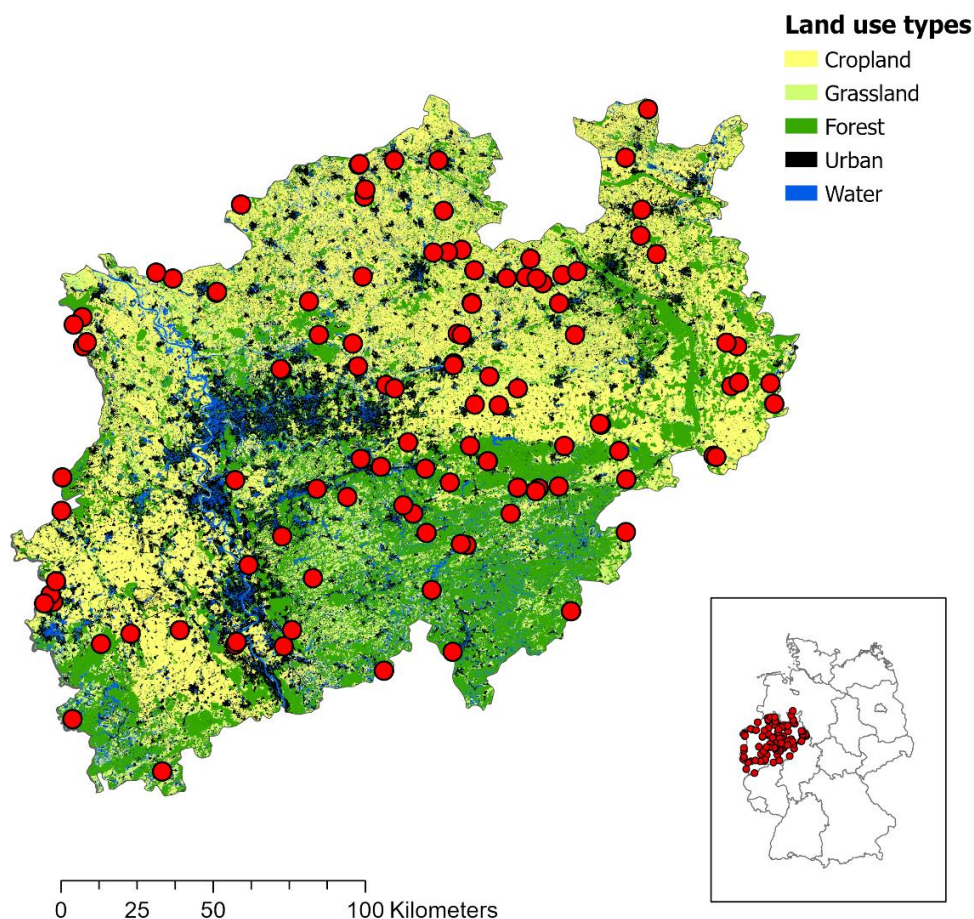 Land use types
Cropland
Grassland
Forest
Urban
Water
0 25 50 100 Kilometers